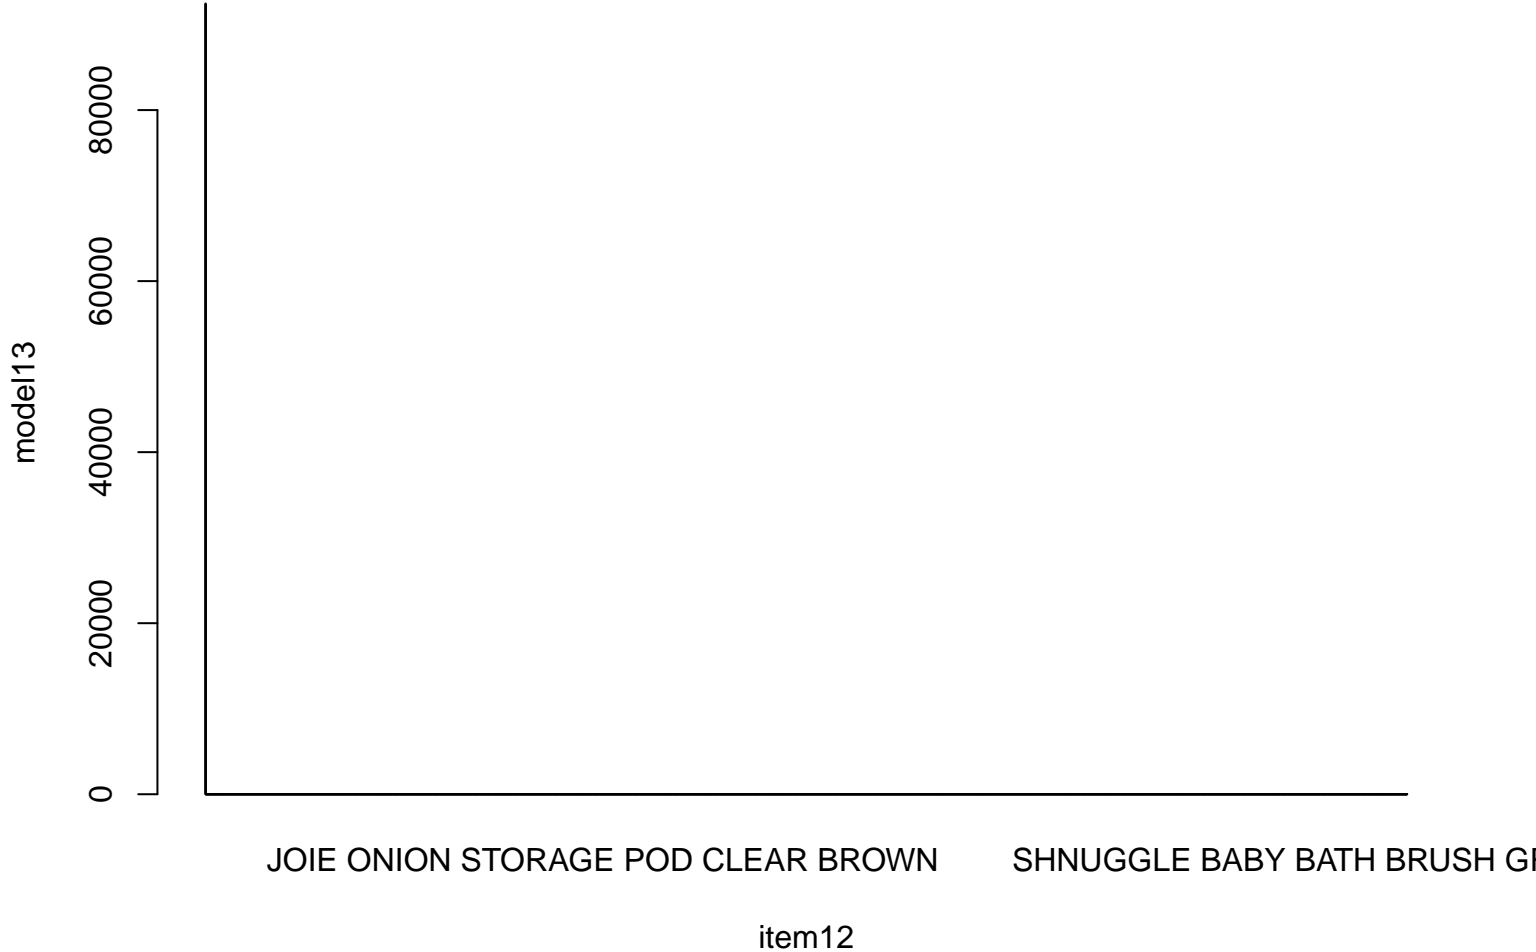 80000
60000
40000
20000
0
model13
JOIE ONION STORAGE POD CLEAR BROWN
SHNUGGLE BABY BATH BRUSH
item12